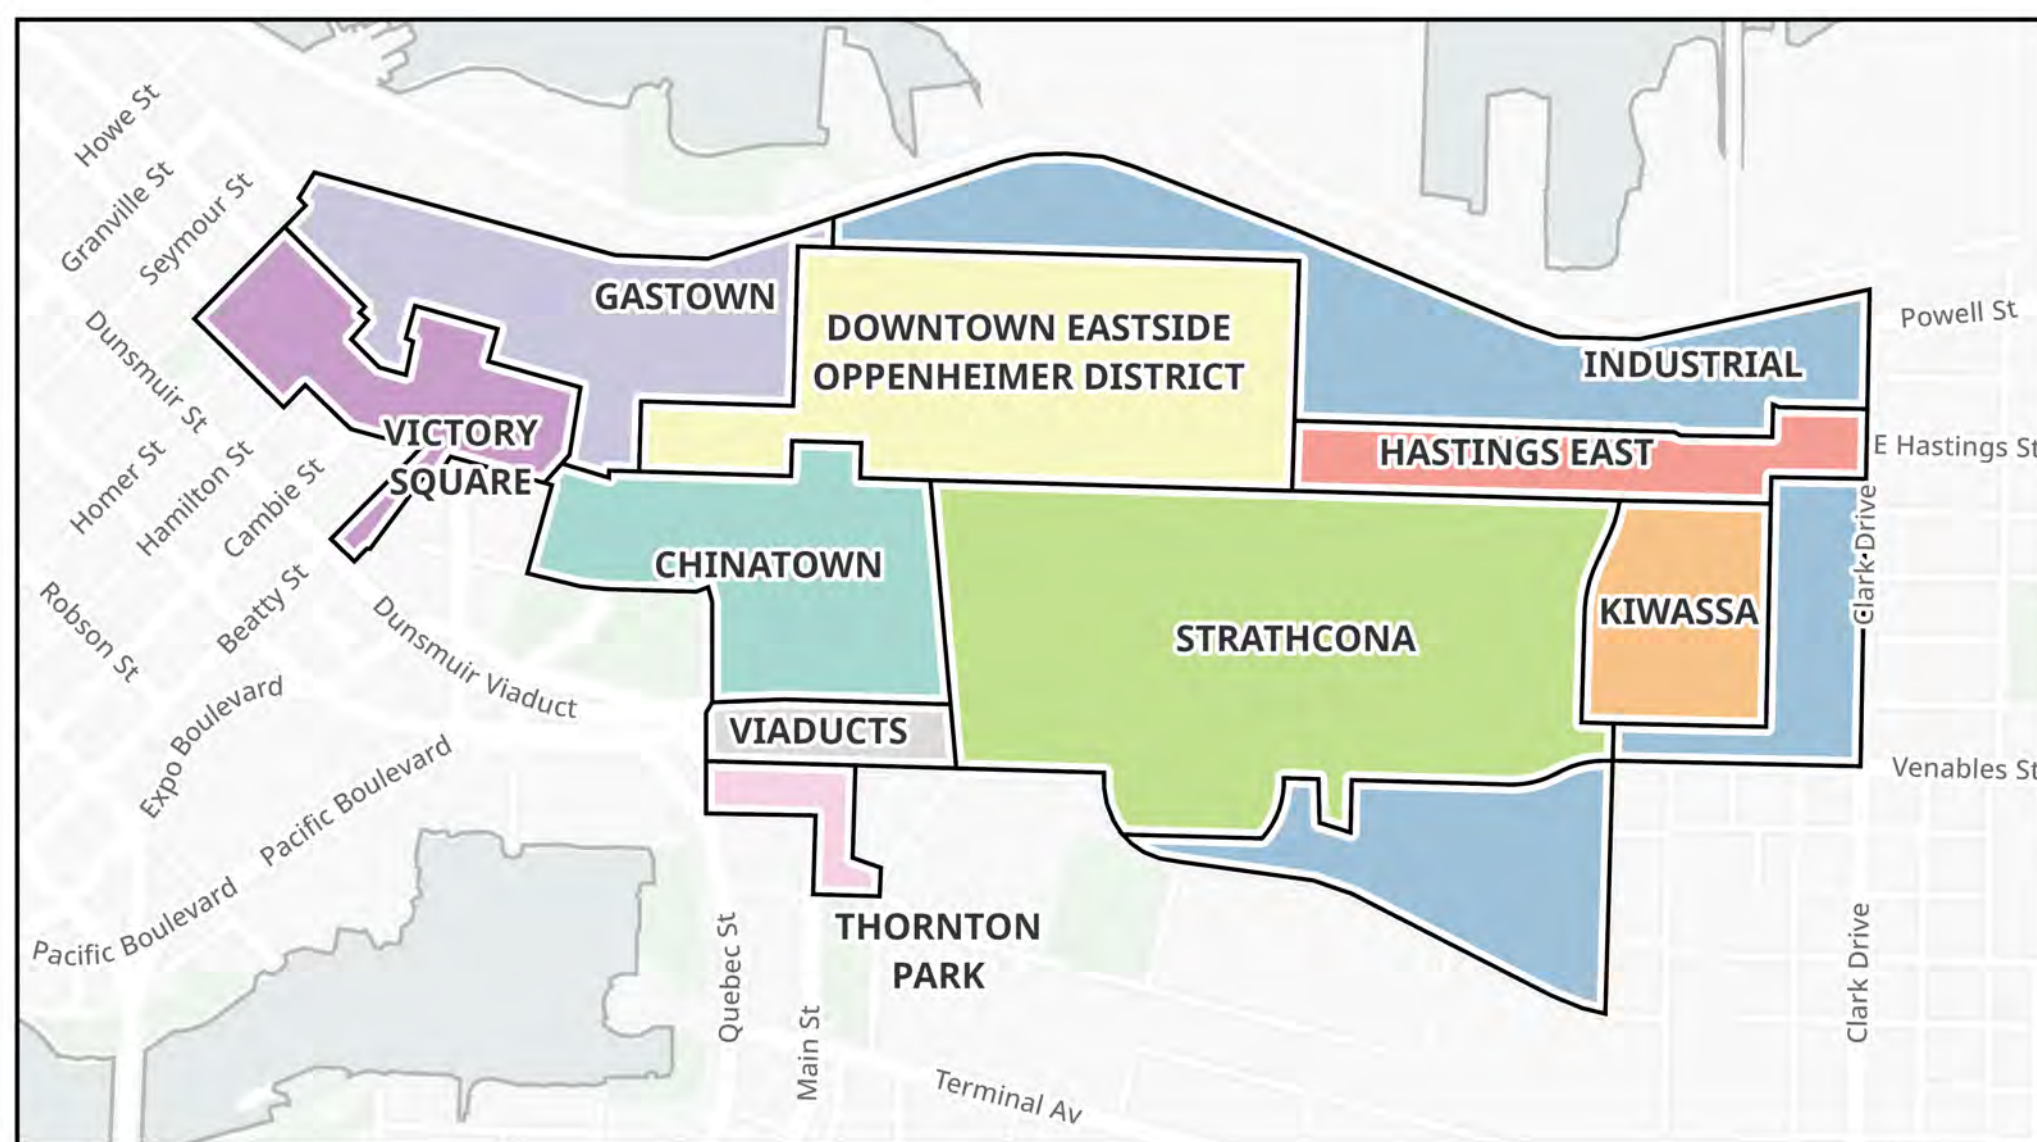 Howe St
Granville St
Seymour St
GASTOWN
DOWNTOWN EASTSIDE
OPPENHEIMER DISTRICT
INDUSTRIAL
Powell St
Dunsmuir St
VICTORY
SQUARE
HASTINGS EAST
E Hastings St
Homer St
Hamilton St
Cambie St
Clark Drive
CHINATOWN
Beatty St
Robson St
Dunsmuir Viaduct
STRATHCONA
KIWASSA
Expo Boulevard
VIADUCTS
Pacific Boulevard
Venables St
Pacific Boulevard
THORNTON
PARK
Quebec St
Main St
Clark Drive
Terminal Av